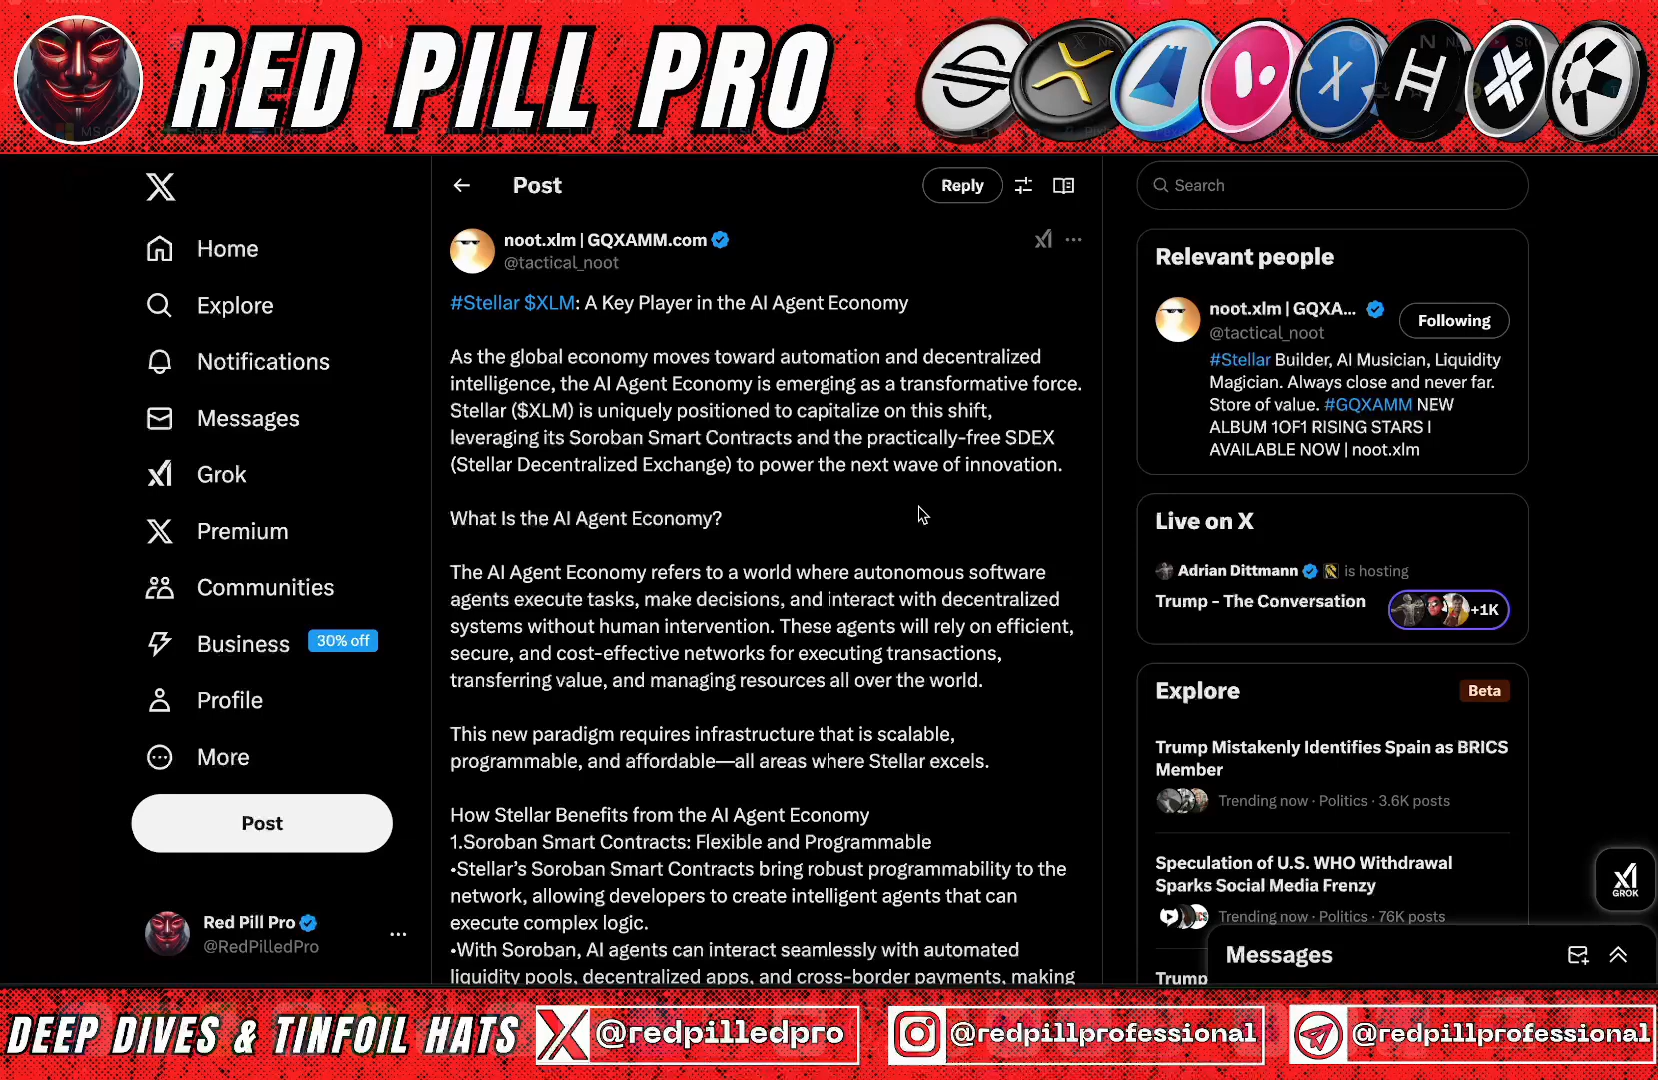 RED PILL PRO
Home
Explore
Notifications
Messages
Grok
Premium
Communities
Business 30% off
Profile
More
Post
Red Pill Pro
@RedPilledPro
Post
Reply
noot.xlm | GQXAMM.com
@tactical_noot
#Stellar $XLM: A Key Player in the AI Agent Economy
As the global economy moves toward automation and decentralized
intelligence, the AI Agent Economy is emerging as a transformative force.
Stellar ($XLM) is uniquely positioned to capitalize on this shift,
leveraging its Soroban Smart Contracts and the practically-free SDEX
(Stellar Decentralized Exchange) to power the next wave of innovation.
What Is the AI Agent Economy?
The AI Agent Economy refers to a world where autonomous software
agents execute tasks, make decisions, and interact with decentralized
systems without human intervention. These agents will rely on efficient,
secure, and cost-effective networks for executing transactions,
transferring value, and managing resources all over the world.
This new paradigm requires infrastructure that is scalable,
programmable, and affordable—all areas where Stellar excels.
How Stellar Benefits from the AI Agent Economy
1.Soroban Smart Contracts: Flexible and Programmable
•Stellar’s Soroban Smart Contracts bring robust programmability to the
network, allowing developers to create intelligent agents that can
execute complex logic.
•With Soroban, AI agents can interact seamlessly with automated
liquidity pools, decentralized apps, and cross-border payments, making
Search
Relevant people
noot.xlm | GQXA...
@tactical_noot
Following
#Stellar Builder, AI Musician, Liquidity
Magician. Always close and never far.
Store of value. #GQXAMM NEW
ALBUM 1OF1 RISING STARS I
AVAILABLE NOW | noot.xlm
Live on X
Adrian Dittmann is hosting
Trump - The Conversation
+1K
Explore
Beta
Trump Mistakenly Identifies Spain as BRICS
Member
Trending now · Politics · 3.6K posts
Speculation of U.S. WHO Withdrawal
Sparks Social Media Frenzy
Trending now · Politics · 76K posts
Trump
GROK
Messages
DEEP DIVES & TINFOIL HATS
@redpilledpro
@redpillprofessional
@redpillprofessional